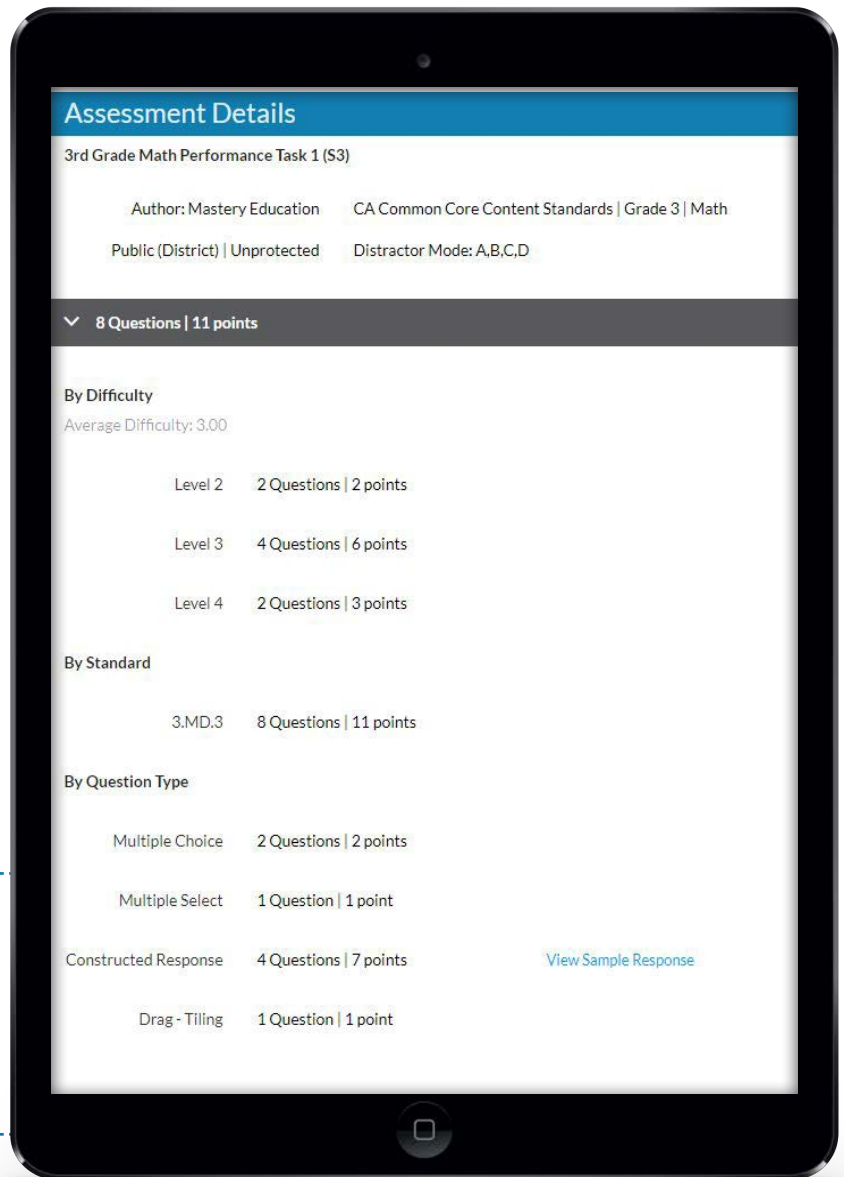 Assessment Details
3rd Grade Math Performance Task 1 (S3)
Author: Mastery Education CA Common Core Content Standards | Grade 3 | Math
Public (District) | Unprotected Distractor Mode: A,B,C,D
8 Questions | 11 points
By Difficulty
Average Difficulty: 3.00
Level 2 2 Questions | 2 points
Level 3 4 Questions | 6 points
Level 4 2 Questions | 3 points
By Standard
3.MD.3 8 Questions | 11 points
By Question Type
Multiple Choice 2 Questions | 2 points
Multiple Select 1 Question | 1 point
Constructed Response 4 Questions | 7 points View Sample Response
Drag - Tiling 1 Question | 1 point